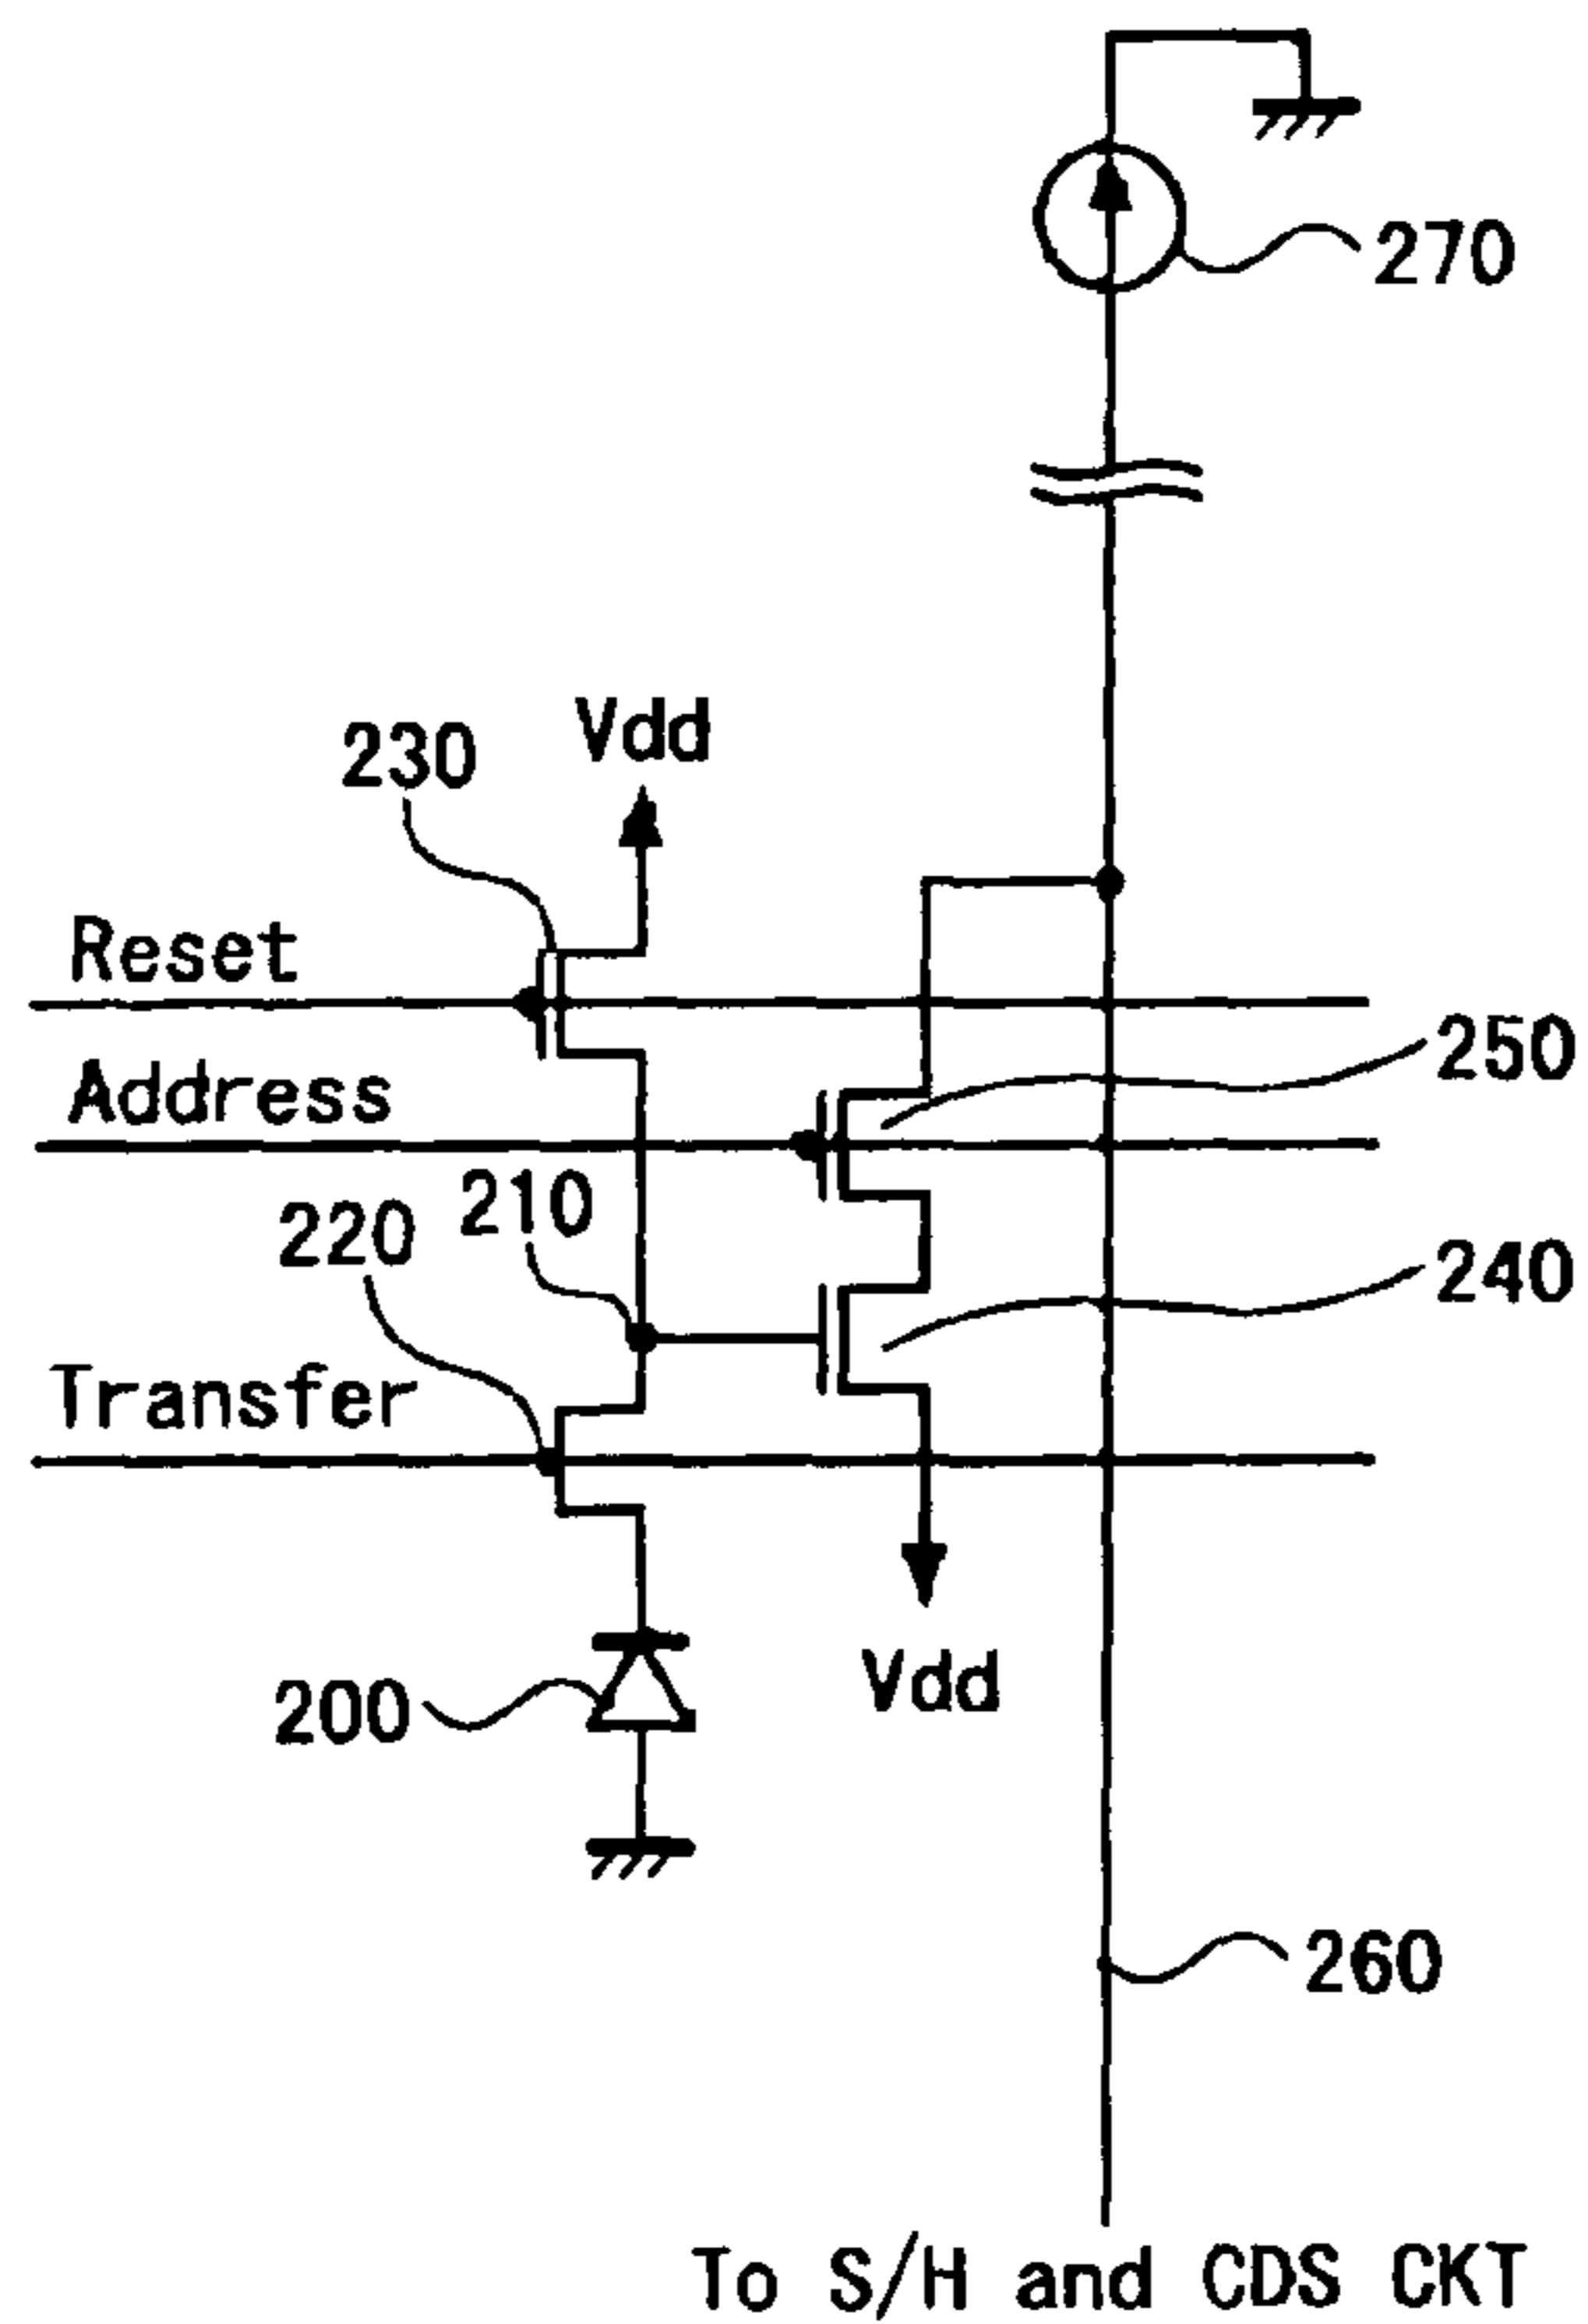 270
Vdd
230
Reset
250
Address
210
220
240
Transfer
Vdd
200
260
To S/H and CDS CKT